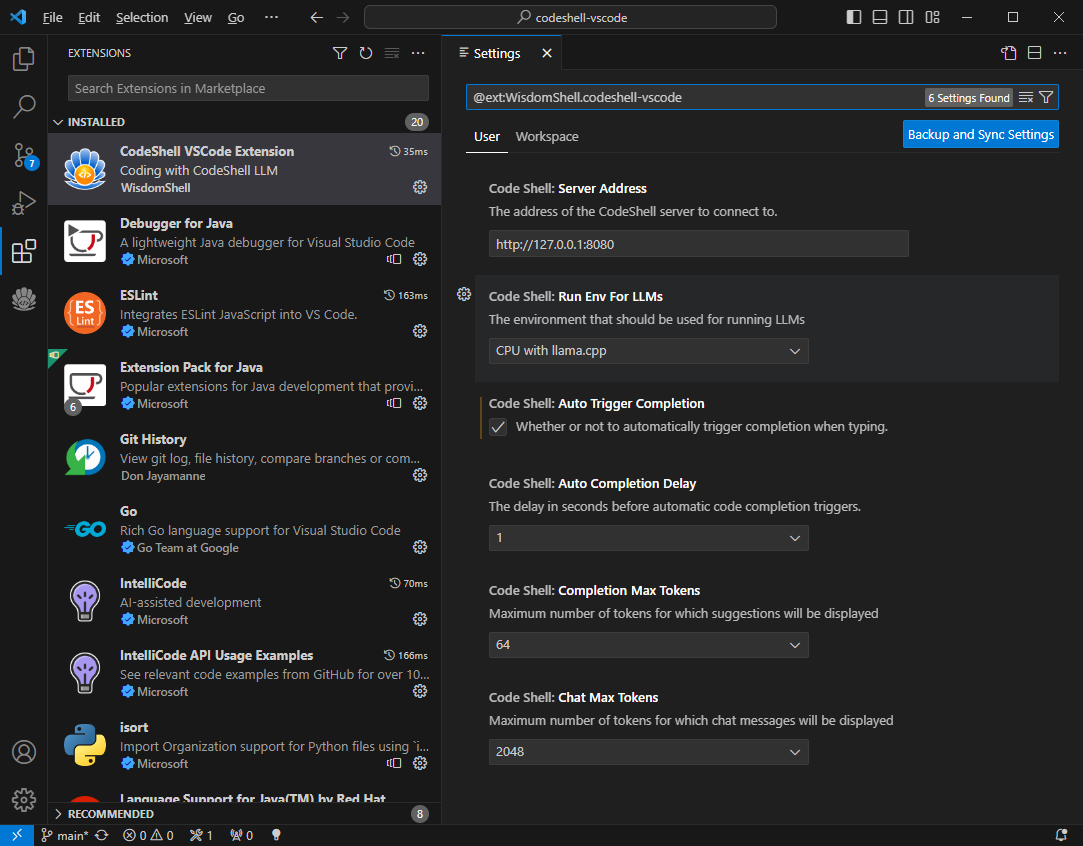 File Edit Selection View Go ··· codeshell-vscode
EXTENSIONS
Search Extensions in Marketplace
INSTALLED 20
CodeShell VSCode Extension 35ms
Coding with CodeShell LLM
WisdomShell
Debugger for Java
A lightweight Java debugger for Visual Studio Code
Microsoft
ESLint 163ms
Integrates ESLint JavaScript into VS Code.
Microsoft
ES
Lint
Extension Pack for Java
Popular extensions for Java development that provi...
Microsoft
6
Git History
View git log, file history, compare branches or com...
Don Jayamanne
Go
Rich Go language support for Visual Studio Code
Go Team at Google
GO
IntelliCode 70ms
AI-assisted development
Microsoft
IntelliCode API Usage Examples 166ms
See relevant code examples from GitHub for over 10...
Microsoft
isort
Import Organization support for Python files using `i...
Microsoft
Language Support for Java(TM) by Red Hat
RECOMMENDED 8
7
Settings
@ext:WisdomShell.codeshell-vscode 6 Settings Found
User Workspace Backup and Sync Settings
Code Shell: Server Address
The address of the CodeShell server to connect to.
http://127.0.0.1:8080
Code Shell: Run Env For LLMs
The environment that should be used for running LLMs
CPU with llama.cpp
Code Shell: Auto Trigger Completion
Whether or not to automatically trigger completion when typing.
Code Shell: Auto Completion Delay
The delay in seconds before automatic code completion triggers.
1
Code Shell: Completion Max Tokens
Maximum number of tokens for which suggestions will be displayed
64
Code Shell: Chat Max Tokens
Maximum number of tokens for which chat messages will be displayed
2048
main* 0 0 1 0